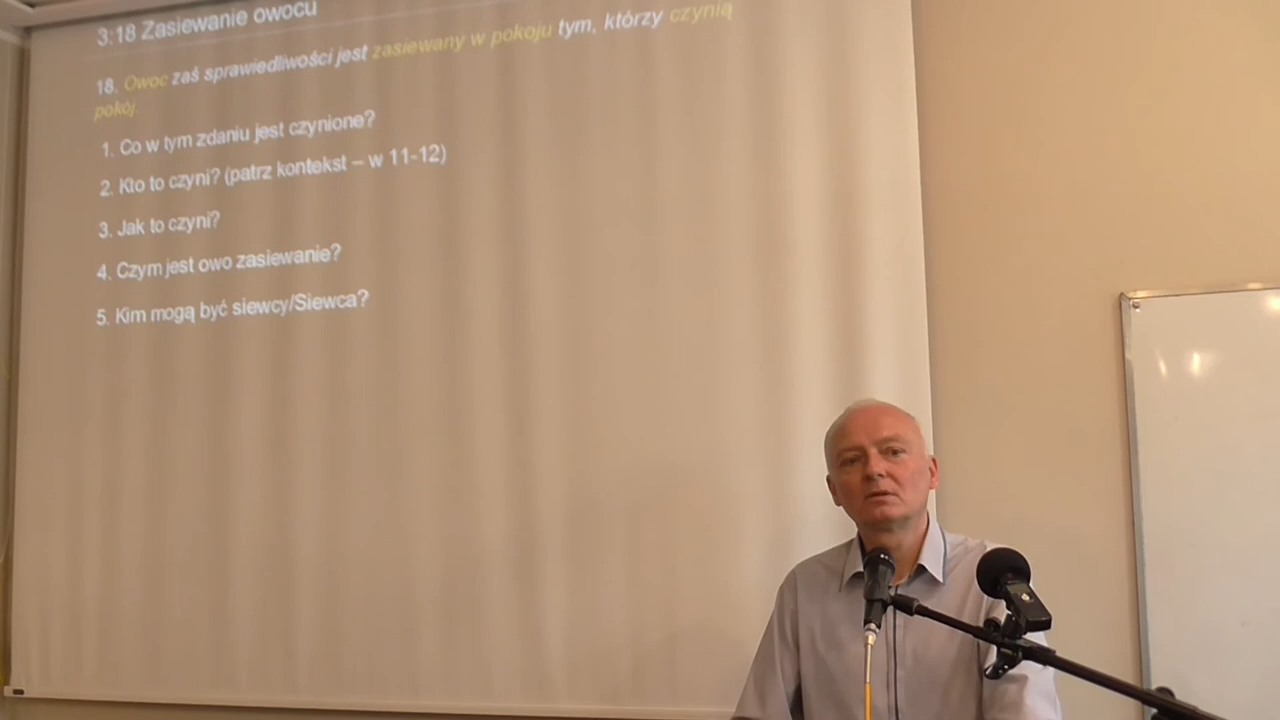 3:18 Zasiewanie owocu
18. Owoc zaś sprawiedliwości jest zasiewany w pokoju tym, którzy czynią
pokój.
1. Co w tym zdaniu jest czynione?
2. Kto to czyni? (patrz kontekst – w 11-12)
3. Jak to czyni?
4. Czym jest owo zasiewanie?
5. Kim mogą być siewcy/Siewca?